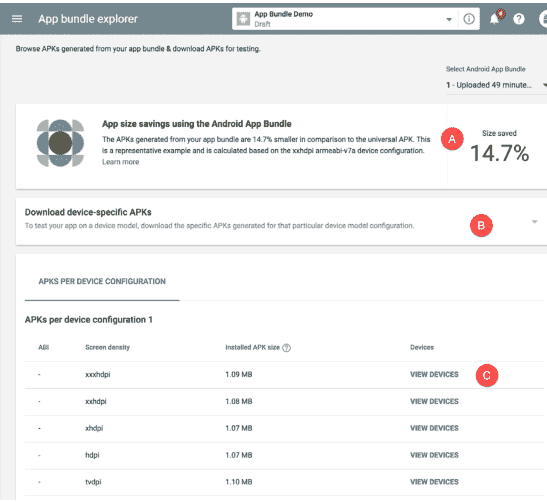 App bundle explorer
App Bundle Demo
Draft
Browse APKs generated from your app bundle & download APKs for testing.
Select Android App Bundle
1 - Uploaded 49 minute...
App size savings using the Android App Bundle
The APKs generated from your app bundle are 14.7% smaller in comparison to the universal APK. This
is a representative example and is calculated based on the xxhdpi armeabi-v7a device configuration.
Learn more
A
Size saved
14.7%
Download device-specific APKs
To test your app on a device model, download the specific APKs generated for that particular device model configuration.
B
APKS PER DEVICE CONFIGURATION
APKs per device configuration 1
ABI Screen density Installed APK size Devices
- xxxhdpi 1.09 MB VIEW DEVICES C
- xxhdpi 1.08 MB VIEW DEVICES
- xhdpi 1.07 MB VIEW DEVICES
- hdpi 1.07 MB VIEW DEVICES
- tvdpi 1.10 MB VIEW DEVICES